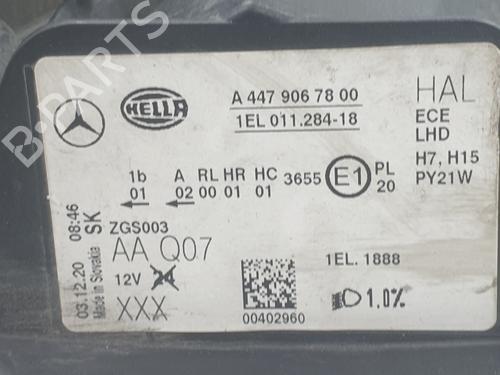 HELLA
A 447 906 78 00
1EL 011.284-18
HAL
ECE
LHD
H7, H15
PY21W
1b A RL HR HC
01 02 00 01 01
3655 E1 PL
20
03.12.20 08:46
Made in Slovakia SK
ZGS003
AA Q07
12V 24
XXX
00402960
1EL. 1888
1.0%
B-PARTS